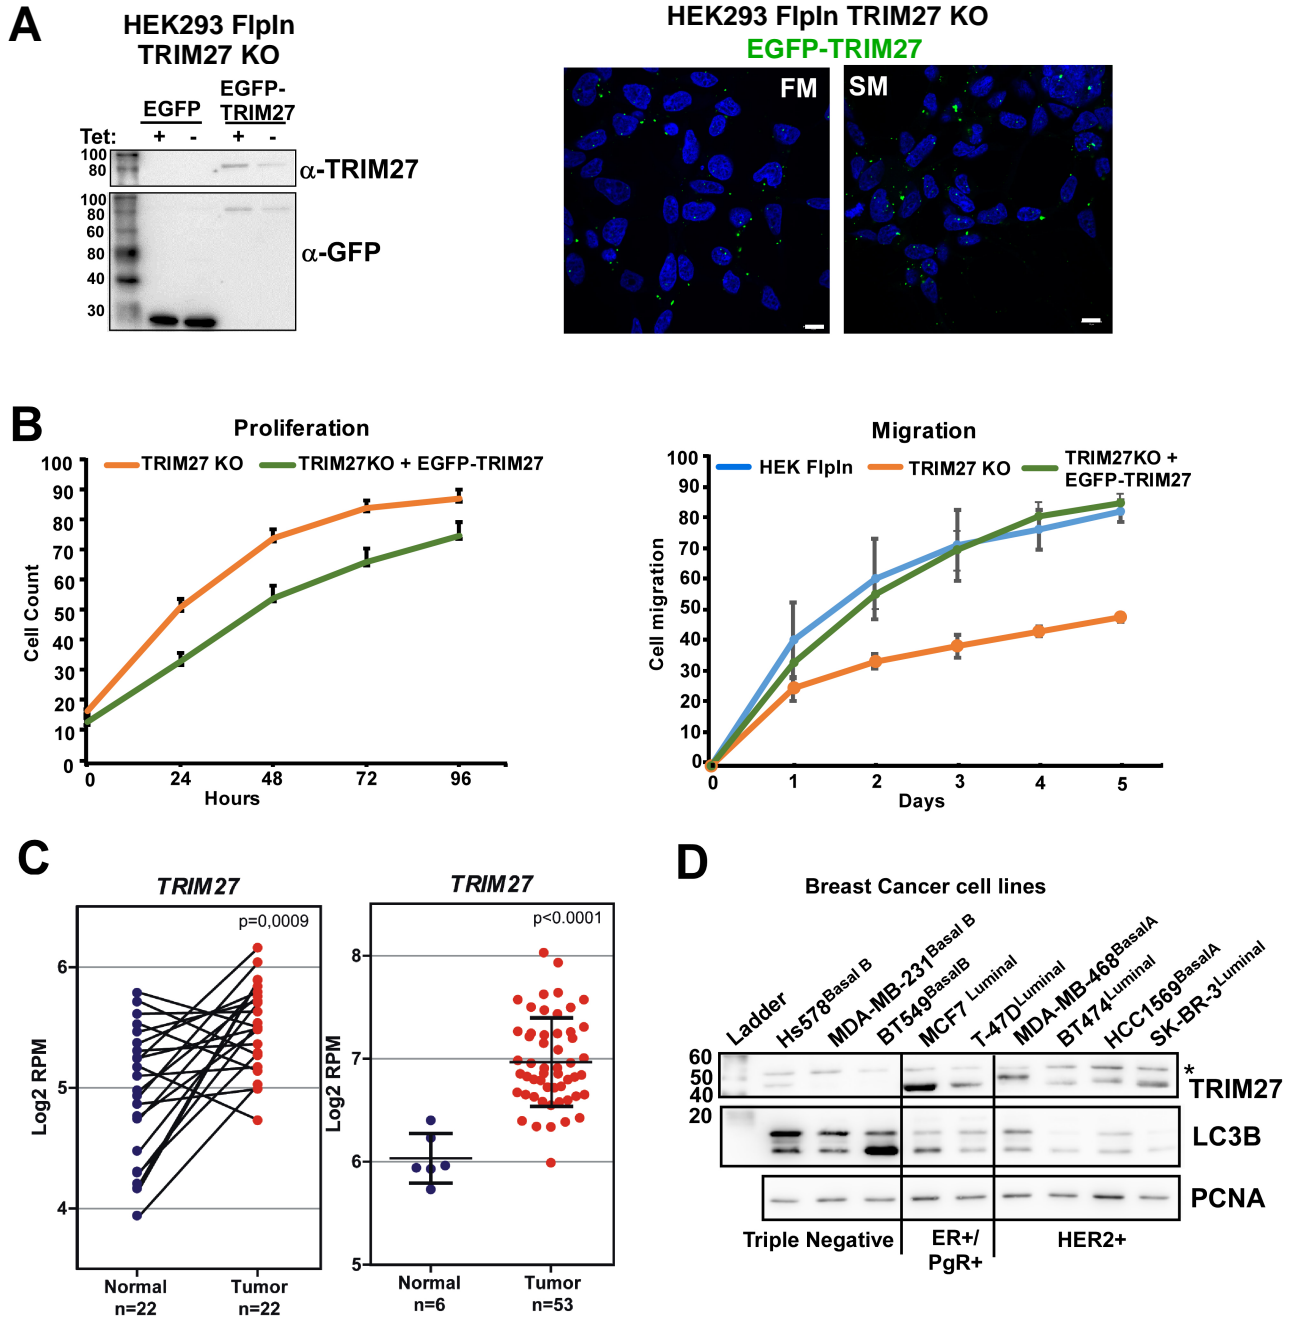 A
HEK293 FlpIn
TRIM27 KO
EGFP
EGFP-
TRIM27
Tet: + - + -
100
80
α-TRIM27
100
80
60
80
40
30
α-GFP
HEK293 FlpIn TRIM27 KO
EGFP-TRIM27
FM
SM
B
Proliferation
TRIM27 KO
TRIM27KO + EGFP-TRIM27
Cell Count
100
90
80
70
60
50
40
30
20
10
0
0 24 48 72 96
Hours
Migration
HEK FlpIn
TRIM27 KO
TRIM27KO +
EGFP-TRIM27
Cell migration
100
90
80
70
60
50
40
30
20
10
0
0 1 2 3 4 5
Days
C
TRIM27
p=0,0009
Log2 RPM
6
5
4
Normal
n=22
Tumor
n=22
TRIM27
p<0.0001
Log2 RPM
8
7
6
5
Normal
n=6
Tumor
n=53
D
Breast Cancer cell lines
Ladder
Hs578Basal B
MDA-MB-231Basal B
BT549BasalB
MCF7 Luminal
T-47DLuminal
MDA-MB-468BasalA
BT474Luminal
HCC1569BasalA
SK-BR-3Luminal
60
50
40
*
TRIM27
20
LC3B
PCNA
Triple Negative
ER+/
PgR+
HER2+